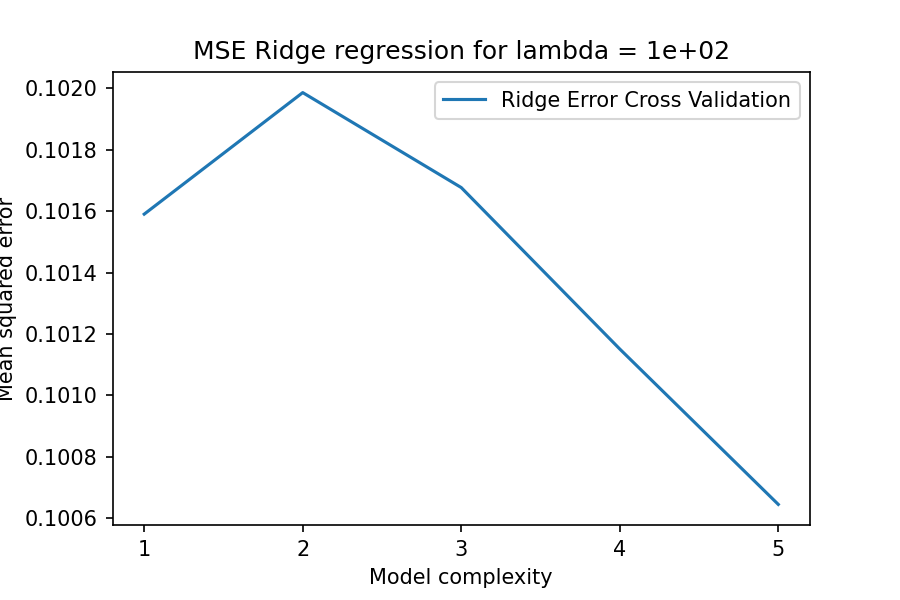 MSE Ridge regression for lambda = 1e+02
Ridge Error Cross Validation
Mean squared error
0.1020
0.1018
0.1016
0.1014
0.1012
0.1010
0.1008
0.1006
1 2 3 4 5
Model complexity